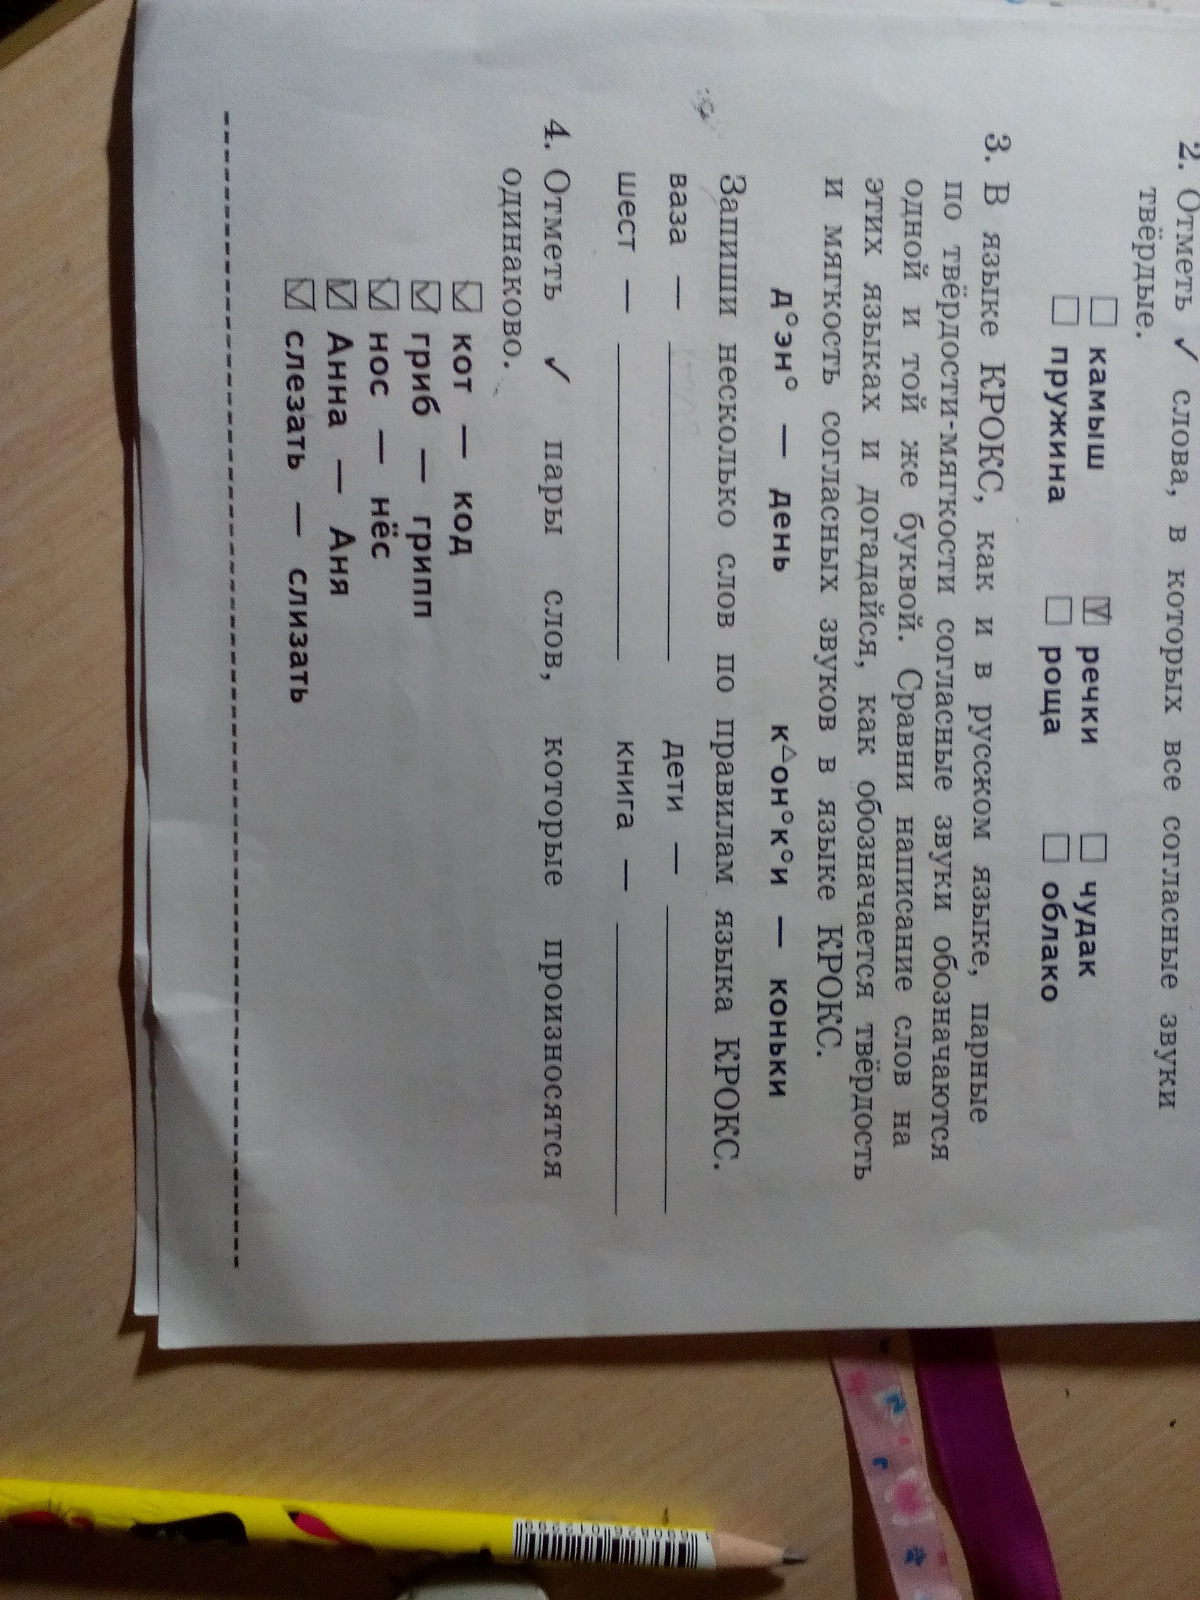 2. Отметь ✓ слова, в которых все согласные звуки
твёрдые.
☐ камыш ☑ речки ☐ чудак
☐ пружина ☐ роща ☐ облако
3. В языке КРОКС, как и в русском языке, парные
по твёрдости-мягкости согласные звуки обозначаются
одной и той же буквой. Сравни написание слов на
этих языках и догадайся, как обозначается твёрдость
и мягкость согласных звуков в языке КРОКС.
д°эн° — день к△он°к°и — коньки
Запиши несколько слов по правилам языка КРОКС.
ваза — ____ дети — ____
шест — ____ книга — ____
4. Отметь ✓ пары слов, которые произносятся
одинаково.
☑ кот — код
☑ гриб — грипп
☑ нос — нёс
☑ Анна — Аня
☑ слезать — слизать